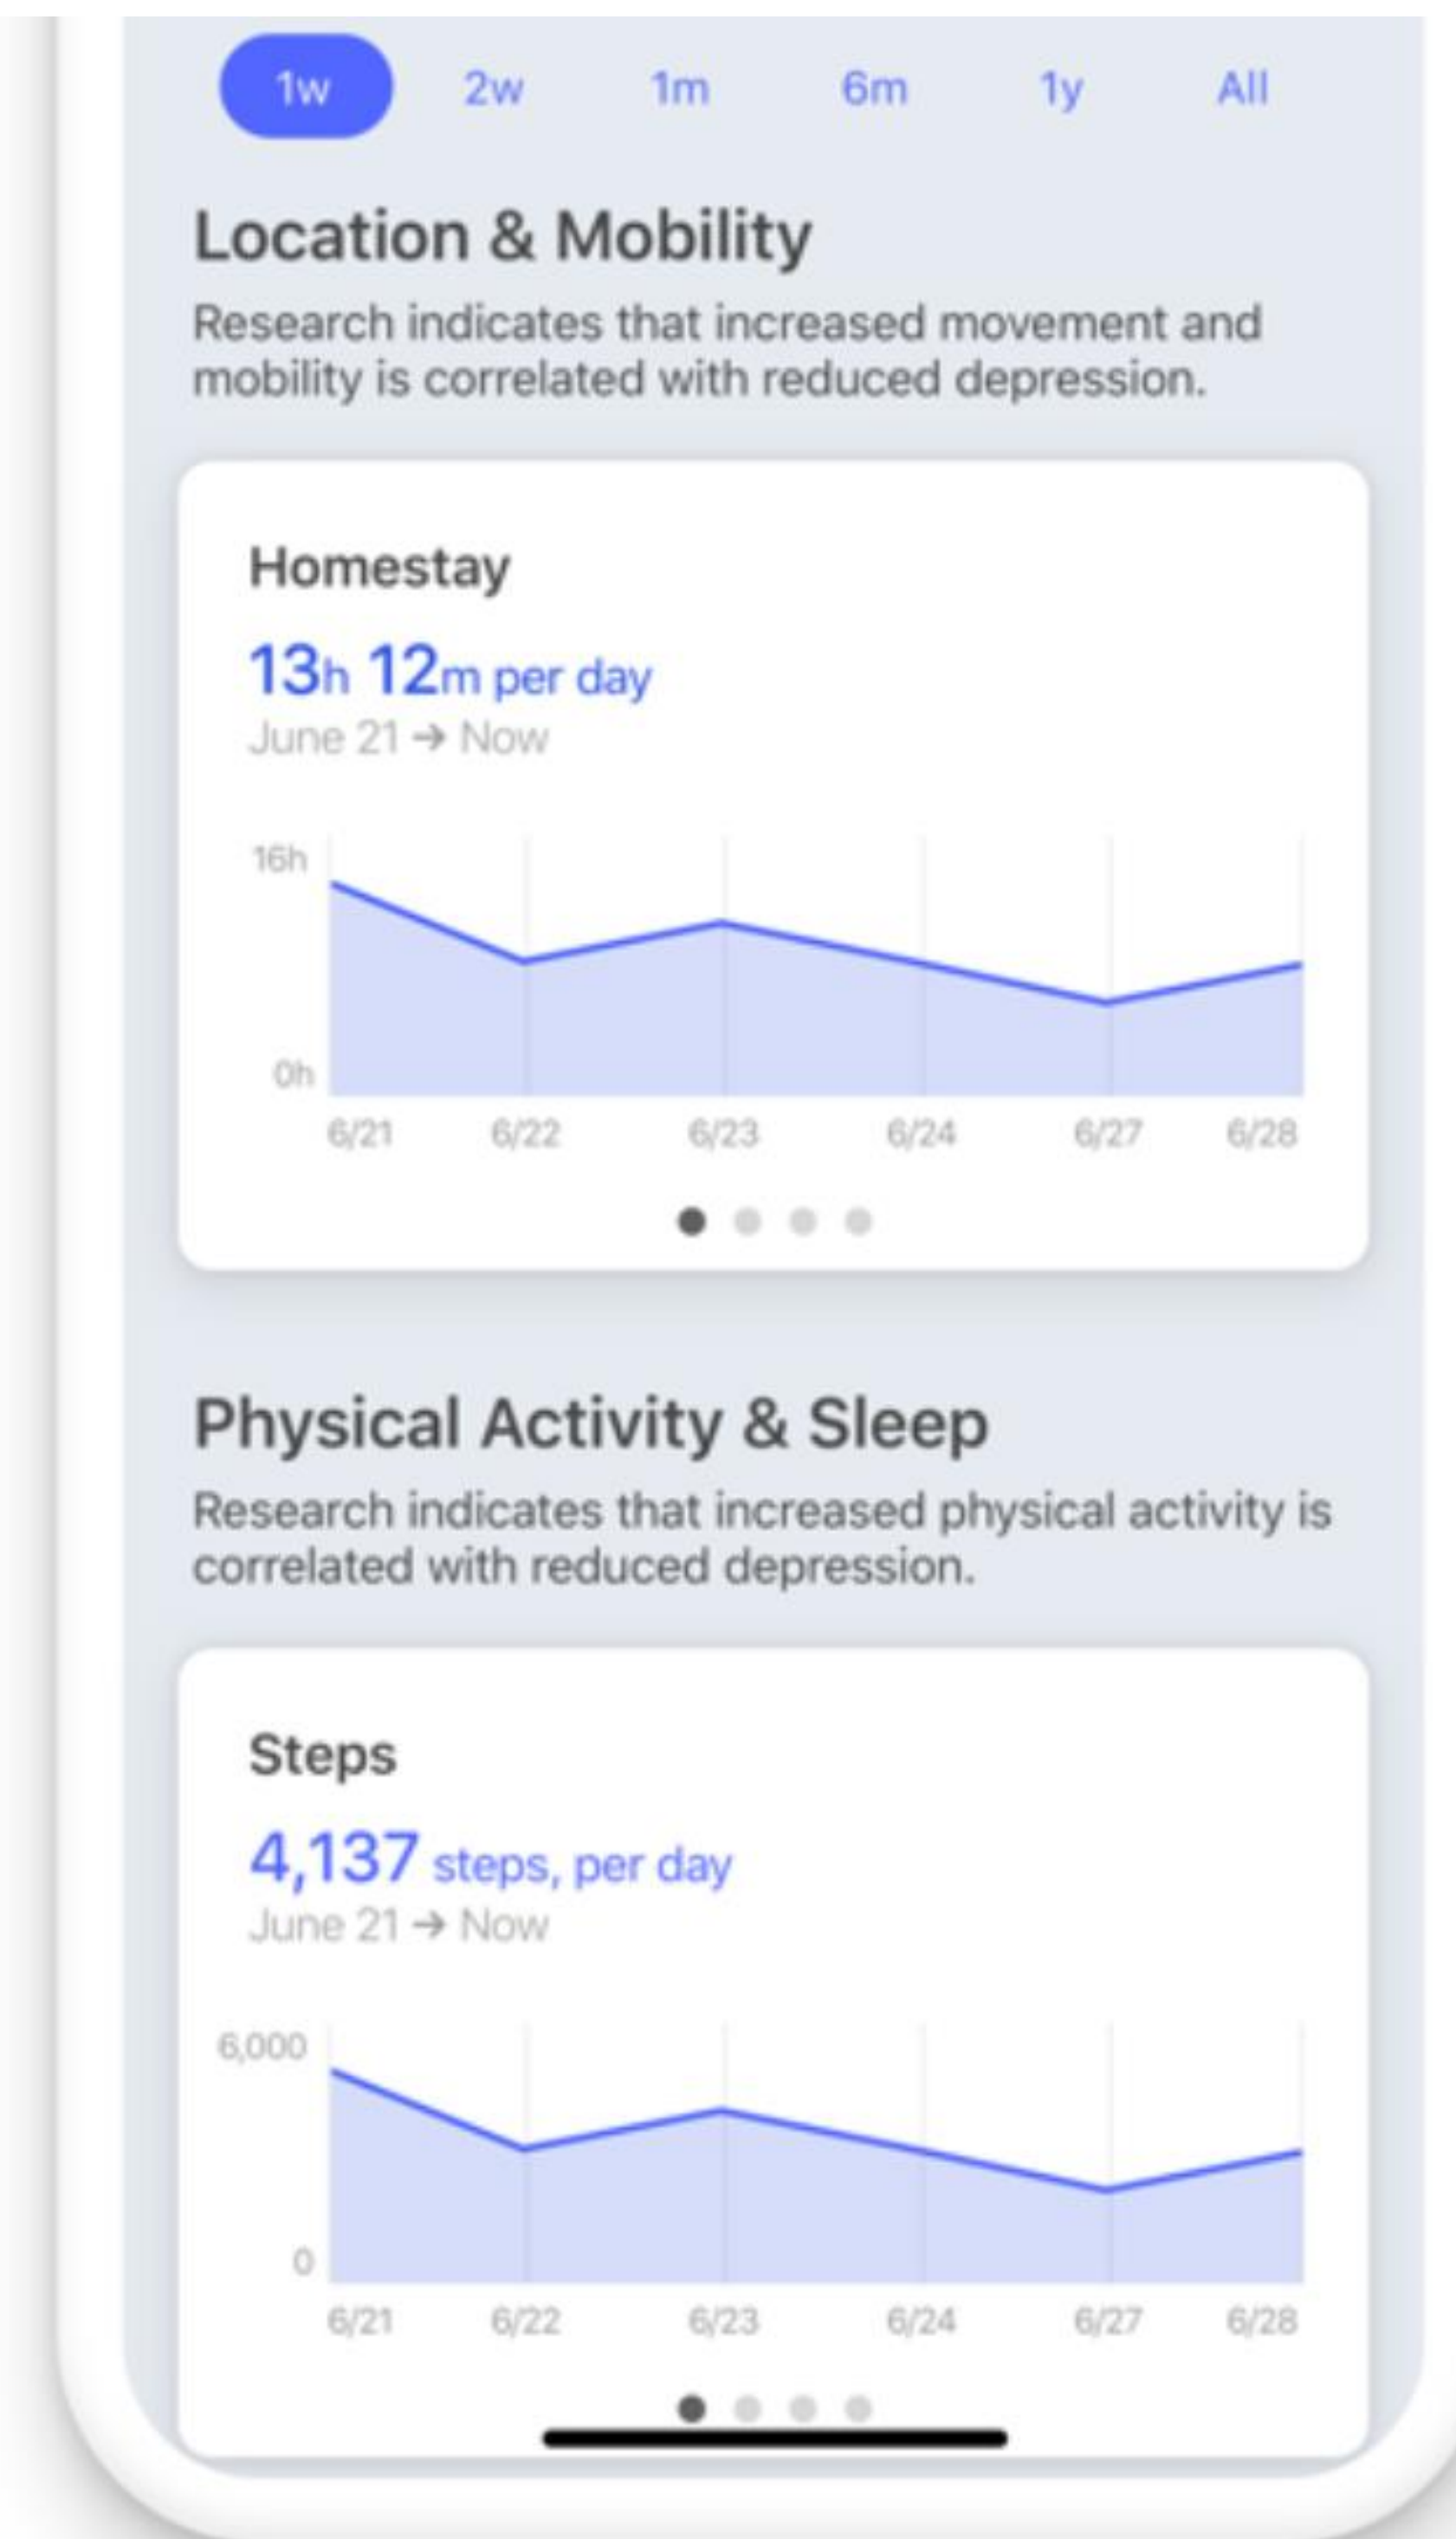 1w 2w 1m 6m 1y All
Location & Mobility
Research indicates that increased movement and
mobility is correlated with reduced depression.
Homestay
13h 12m per day
June 21 → Now
16h
0h
6/21 6/22 6/23 6/24 6/27 6/28
Physical Activity & Sleep
Research indicates that increased physical activity is
correlated with reduced depression.
Steps
4,137 steps, per day
June 21 → Now
6,000
0
6/21 6/22 6/23 6/24 6/27 6/28